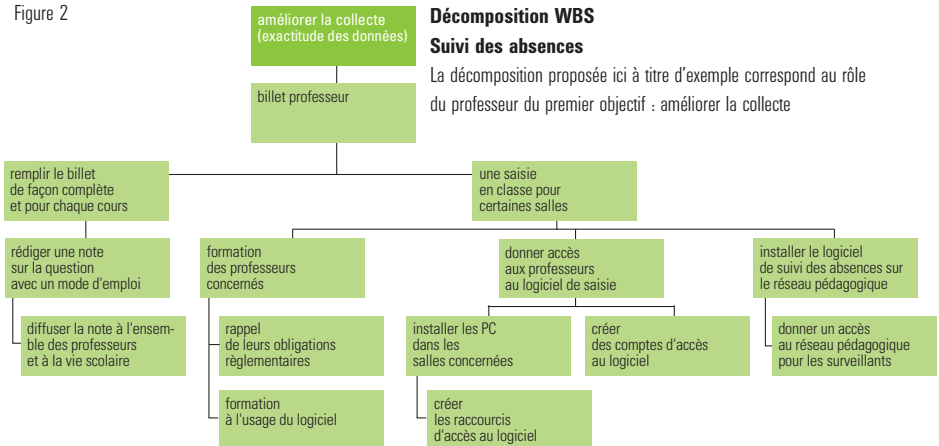 Figure 2
améliorer la collecte
(exactitude des données)
Décomposition WBS
Suivi des absences
La décomposition proposée ici à titre d'exemple correspond au rôle
du professeur du premier objectif : améliorer la collecte
billet professeur
remplir le billet
de façon complète
et pour chaque cours
une saisie
en classe pour
certaines salles
rédiger une note
sur la question
avec un mode d'emploi
formation
des professeurs
concernés
donner accès
aux professeurs
au logiciel de saisie
installer le logiciel
de suivi des absences sur
le réseau pédagogique
diffuser la note à l'ensem-
ble des professeurs
et à la vie scolaire
rappel
de leurs obligations
règlementaires
installer les PC
dans les
salles concernées
créer
des comptes d'accès
au logiciel
donner un accès
au réseau pédagogique
pour les surveillants
formation
à l'usage du logiciel
créer
les raccourcis
d'accès au logiciel